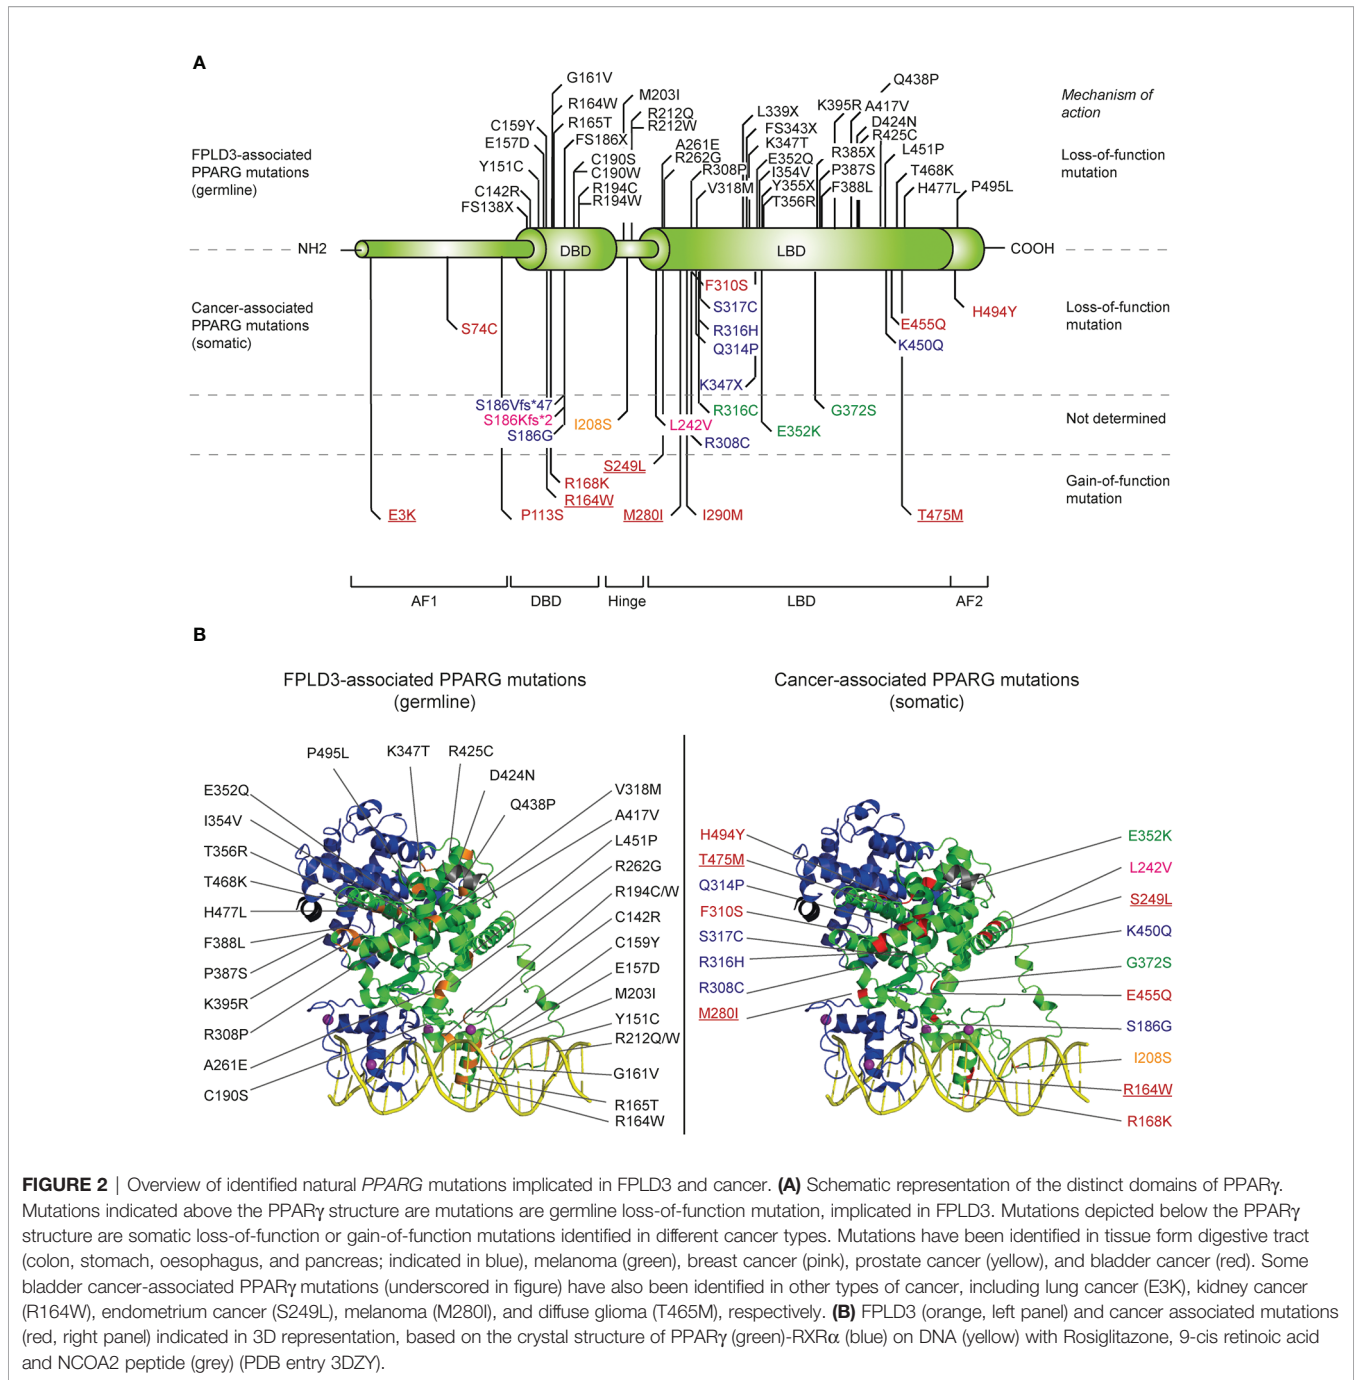 A
G161V
R164W
R165T
FS186X
C159Y
E157D
Y151C
C142R
FS138X
C190S
C190W
R194C
R194W
M203I
R212Q
R212W
A261E
R262G
R308P
V318M
L339X
FS343X
K347T
E352Q
I354V
Y355X
T356R
K395R
R385X
P387S
F388L
Q438P
A417V
D424N
R425C
L451P
T468K
H477L
P495L
Mechanism of
action
FPLD3-associated
PPARG mutations
(germline)
Loss-of-function
mutation
NH2
DBD
LBD
COOH
Cancer-associated
PPARG mutations
(somatic)
S74C
F310S
S317C
R316H
Q314P
K347X
E455Q
K450Q
H494Y
Loss-of-function
mutation
S186Vfs*47
S186Kfs*2
S186G
I208S
L242V
R316C
R308C
E352K
G372S
Not determined
S249L
R168K
R164W
E3K
P113S
M280I
I290M
T475M
Gain-of-function
mutation
AF1
DBD
Hinge
LBD
AF2
B
FPLD3-associated PPARG mutations
(germline)
P495L
K347T
R425C
D424N
Q438P
E352Q
I354V
T356R
T468K
H477L
F388L
P387S
K395R
R308P
A261E
C190S
V318M
A417V
L451P
R262G
R194C/W
C142R
C159Y
E157D
M203I
Y151C
R212Q/W
G161V
R165T
R164W
Cancer-associated PPARG mutations
(somatic)
H494Y
T475M
Q314P
F310S
S317C
R316H
R308C
M280I
E352K
L242V
S249L
K450Q
G372S
E455Q
S186G
I208S
R164W
R168K
FIGURE 2 | Overview of identified natural PPARG mutations implicated in FPLD3 and cancer. (A) Schematic representation of the distinct domains of PPARγ.
Mutations indicated above the PPARγ structure are mutations are germline loss-of-function mutation, implicated in FPLD3. Mutations depicted below the PPARγ
structure are somatic loss-of-function or gain-of-function mutations identified in different cancer types. Mutations have been identified in tissue form digestive tract
(colon, stomach, oesophagus, and pancreas; indicated in blue), melanoma (green), breast cancer (pink), prostate cancer (yellow), and bladder cancer (red). Some
bladder cancer-associated PPARγ mutations (underscored in figure) have also been identified in other types of cancer, including lung cancer (E3K), kidney cancer
(R164W), endometrium cancer (S249L), melanoma (M280I), and diffuse glioma (T465M), respectively. (B) FPLD3 (orange, left panel) and cancer associated mutations
(red, right panel) indicated in 3D representation, based on the crystal structure of PPARγ (green)-RXRα (blue) on DNA (yellow) with Rosiglitazone, 9-cis retinoic acid
and NCOA2 peptide (grey) (PDB entry 3DZY).